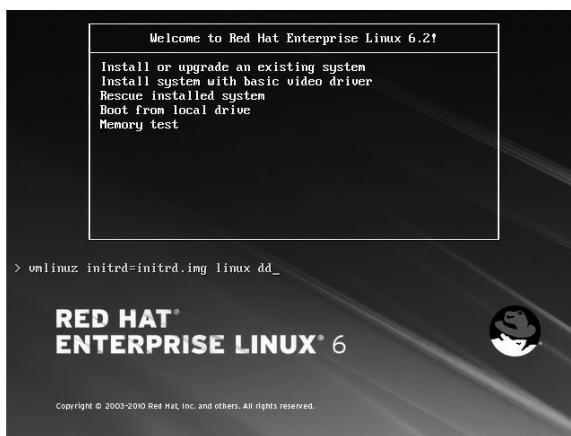 Welcome to Red Hat Enterprise Linux 6.2!
Install or upgrade an existing system
Install system with basic video driver
Rescue installed system
Boot from local drive
Memory test
> vmlinuz initrd=initrd.img linux dd_
RED HAT®
ENTERPRISE LINUX® 6
Copyright © 2003-2010 Red Hat, Inc. and others. All rights reserved.